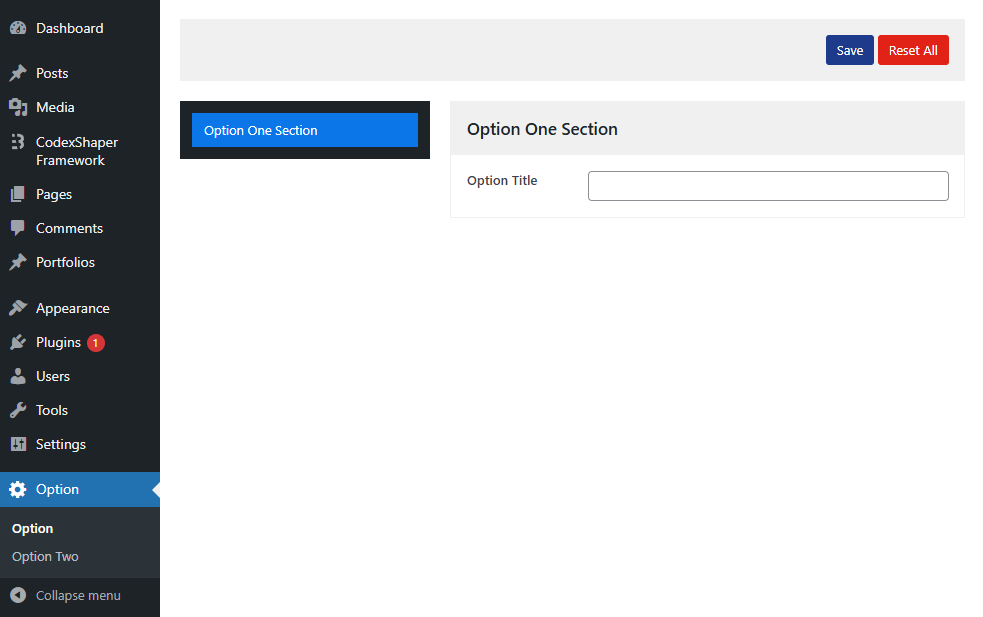 Dashboard
Posts
Media
CodexShaper
Framework
Pages
Comments
Portfolios
Appearance
Plugins 1
Users
Tools
Settings
Option
Option
Option Two
Collapse menu
Save Reset All
Option One Section
Option One Section
Option Title